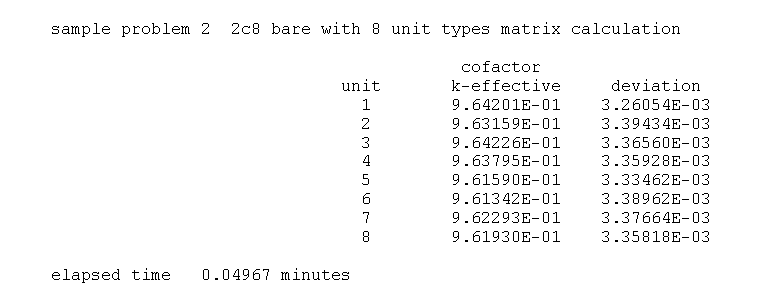 sample problem 2  2c8 bare with 8 unit types matrix calculation
cofactor
unit k-effective deviation
1 9.64201E-01 3.26054E-03
2 9.63159E-01 3.39434E-03
3 9.64226E-01 3.36560E-03
4 9.63795E-01 3.35928E-03
5 9.61590E-01 3.33462E-03
6 9.61342E-01 3.38962E-03
7 9.62293E-01 3.37664E-03
8 9.61930E-01 3.35818E-03
elapsed time 0.04967 minutes